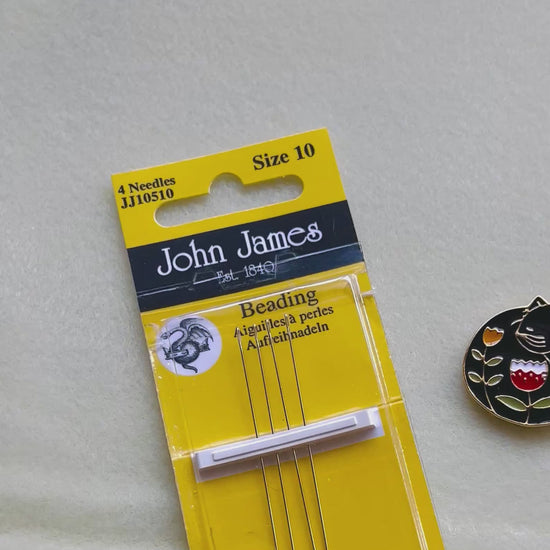 4 Needles
JJ10510
Size 10
John James
Est. 1840
Beading
Aiguilles à perles
Aufreihnadeln